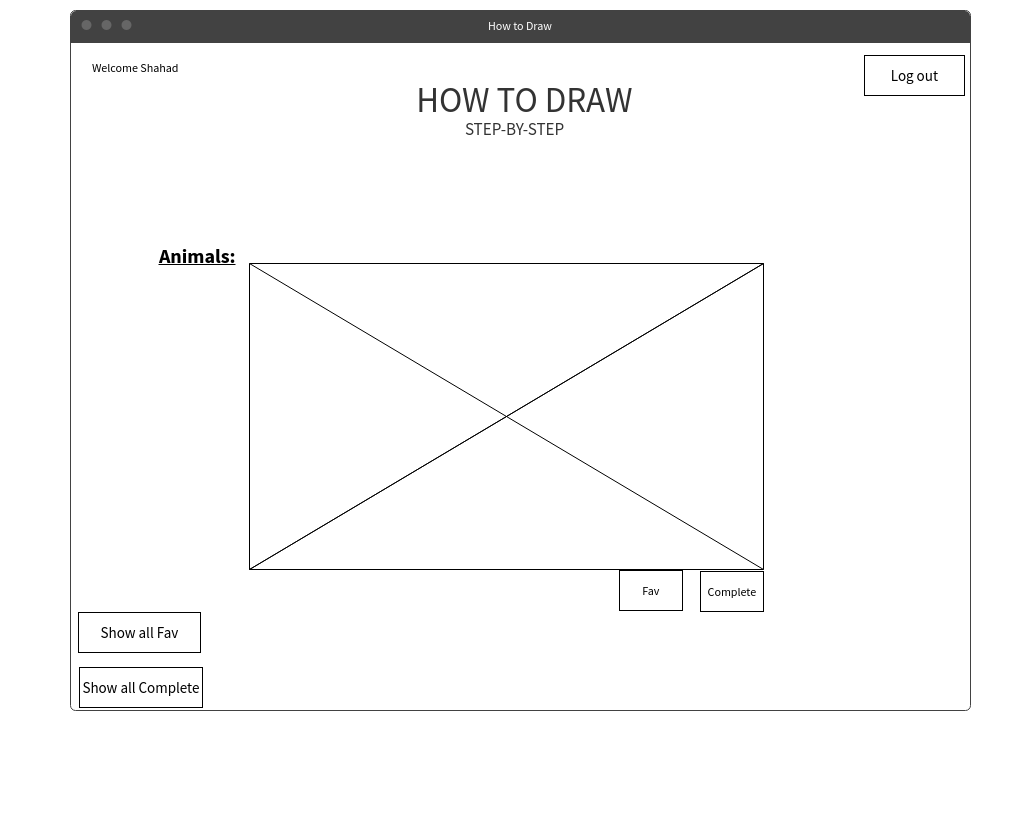 How to Draw
Welcome Shahad
Log out
HOW TO DRAW
STEP-BY-STEP
Animals:
Fav
Complete
Show all Fav
Show all Complete